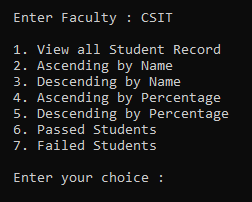 Enter Faculty : CSIT
1. View all Student Record
2. Ascending by Name
3. Descending by Name
4. Ascending by Percentage
5. Descending by Percentage
6. Passed Students
7. Failed Students
Enter your choice :